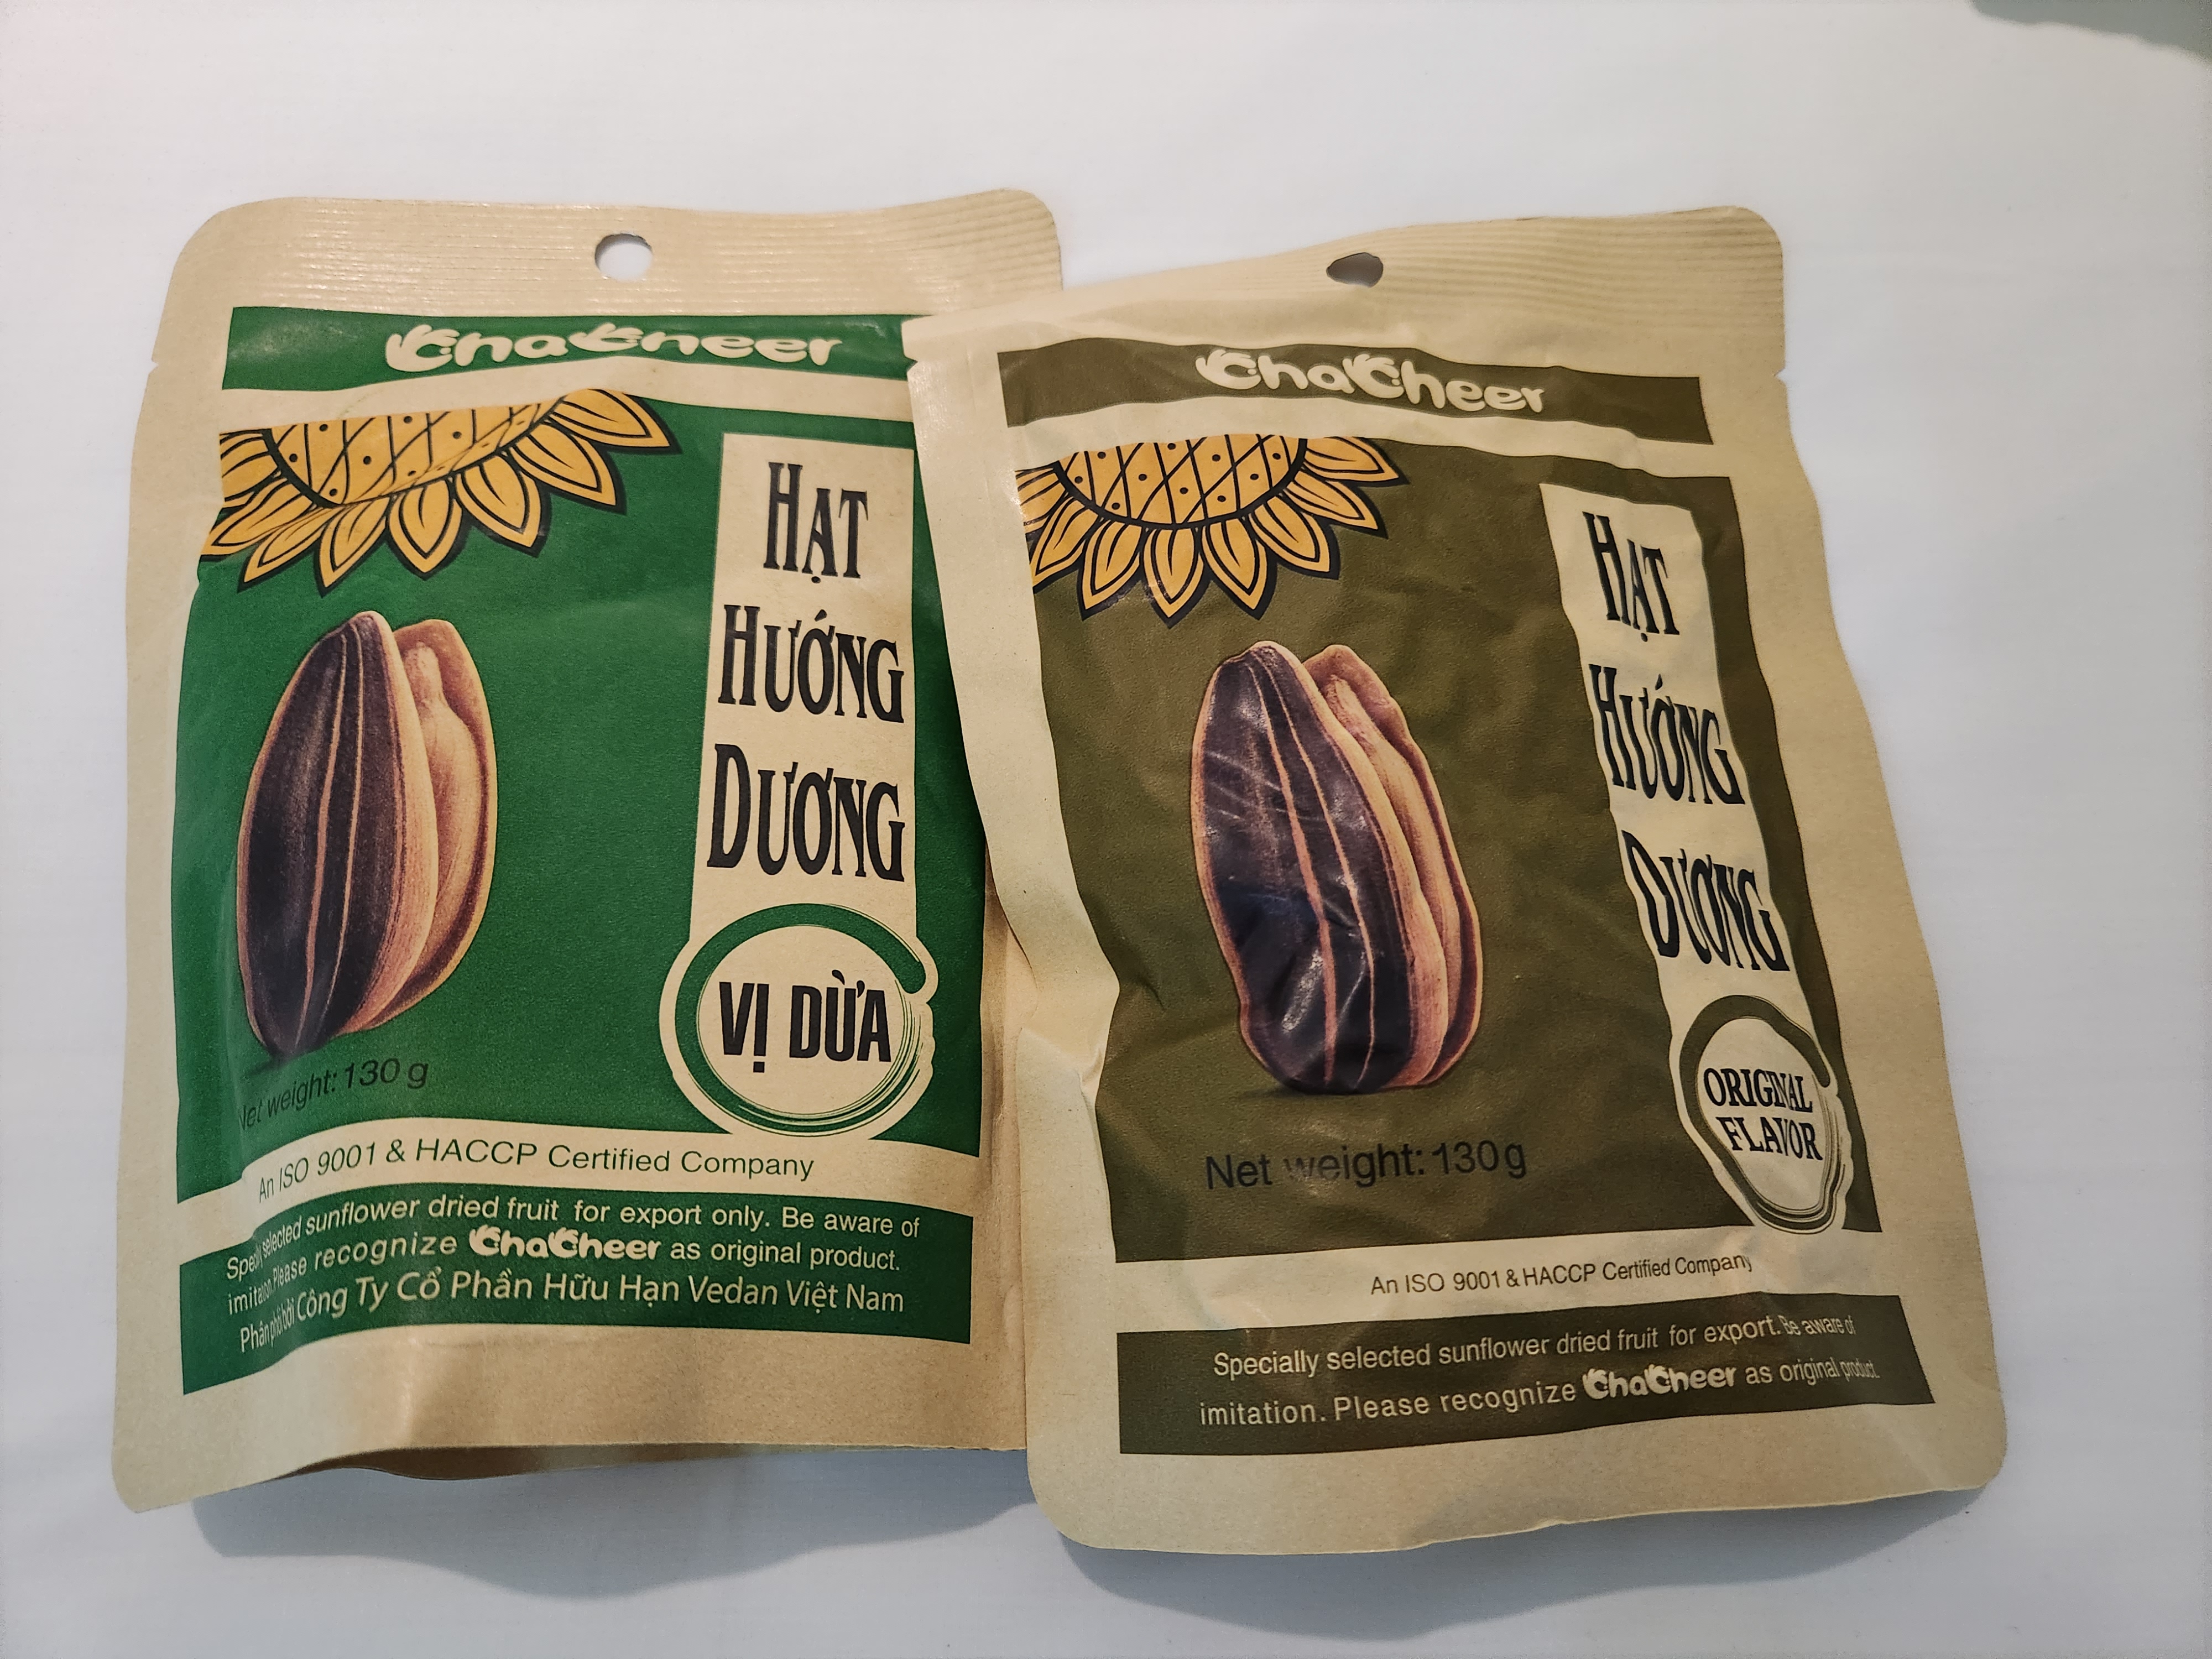 ChaCheer
HẠT
HƯỚNG
DƯƠNG
VỊ DỪA
Net weight: 130 g
An ISO 9001 & HACCP Certified Company
Specially selected sunflower dried fruit for export only. Be aware of
imitation. Please recognize ChaCheer as original product.
Phân phối bởi Công Ty Cổ Phần Hữu Hạn Vedan Việt Nam
ChaCheer
HẠT
HƯỚNG
DƯƠNG
ORIGINAL
FLAVOR
Net weight: 130g
An ISO 9001 & HACCP Certified Company
Specially selected sunflower dried fruit for export. Be aware of
imitation. Please recognize ChaCheer as original product.